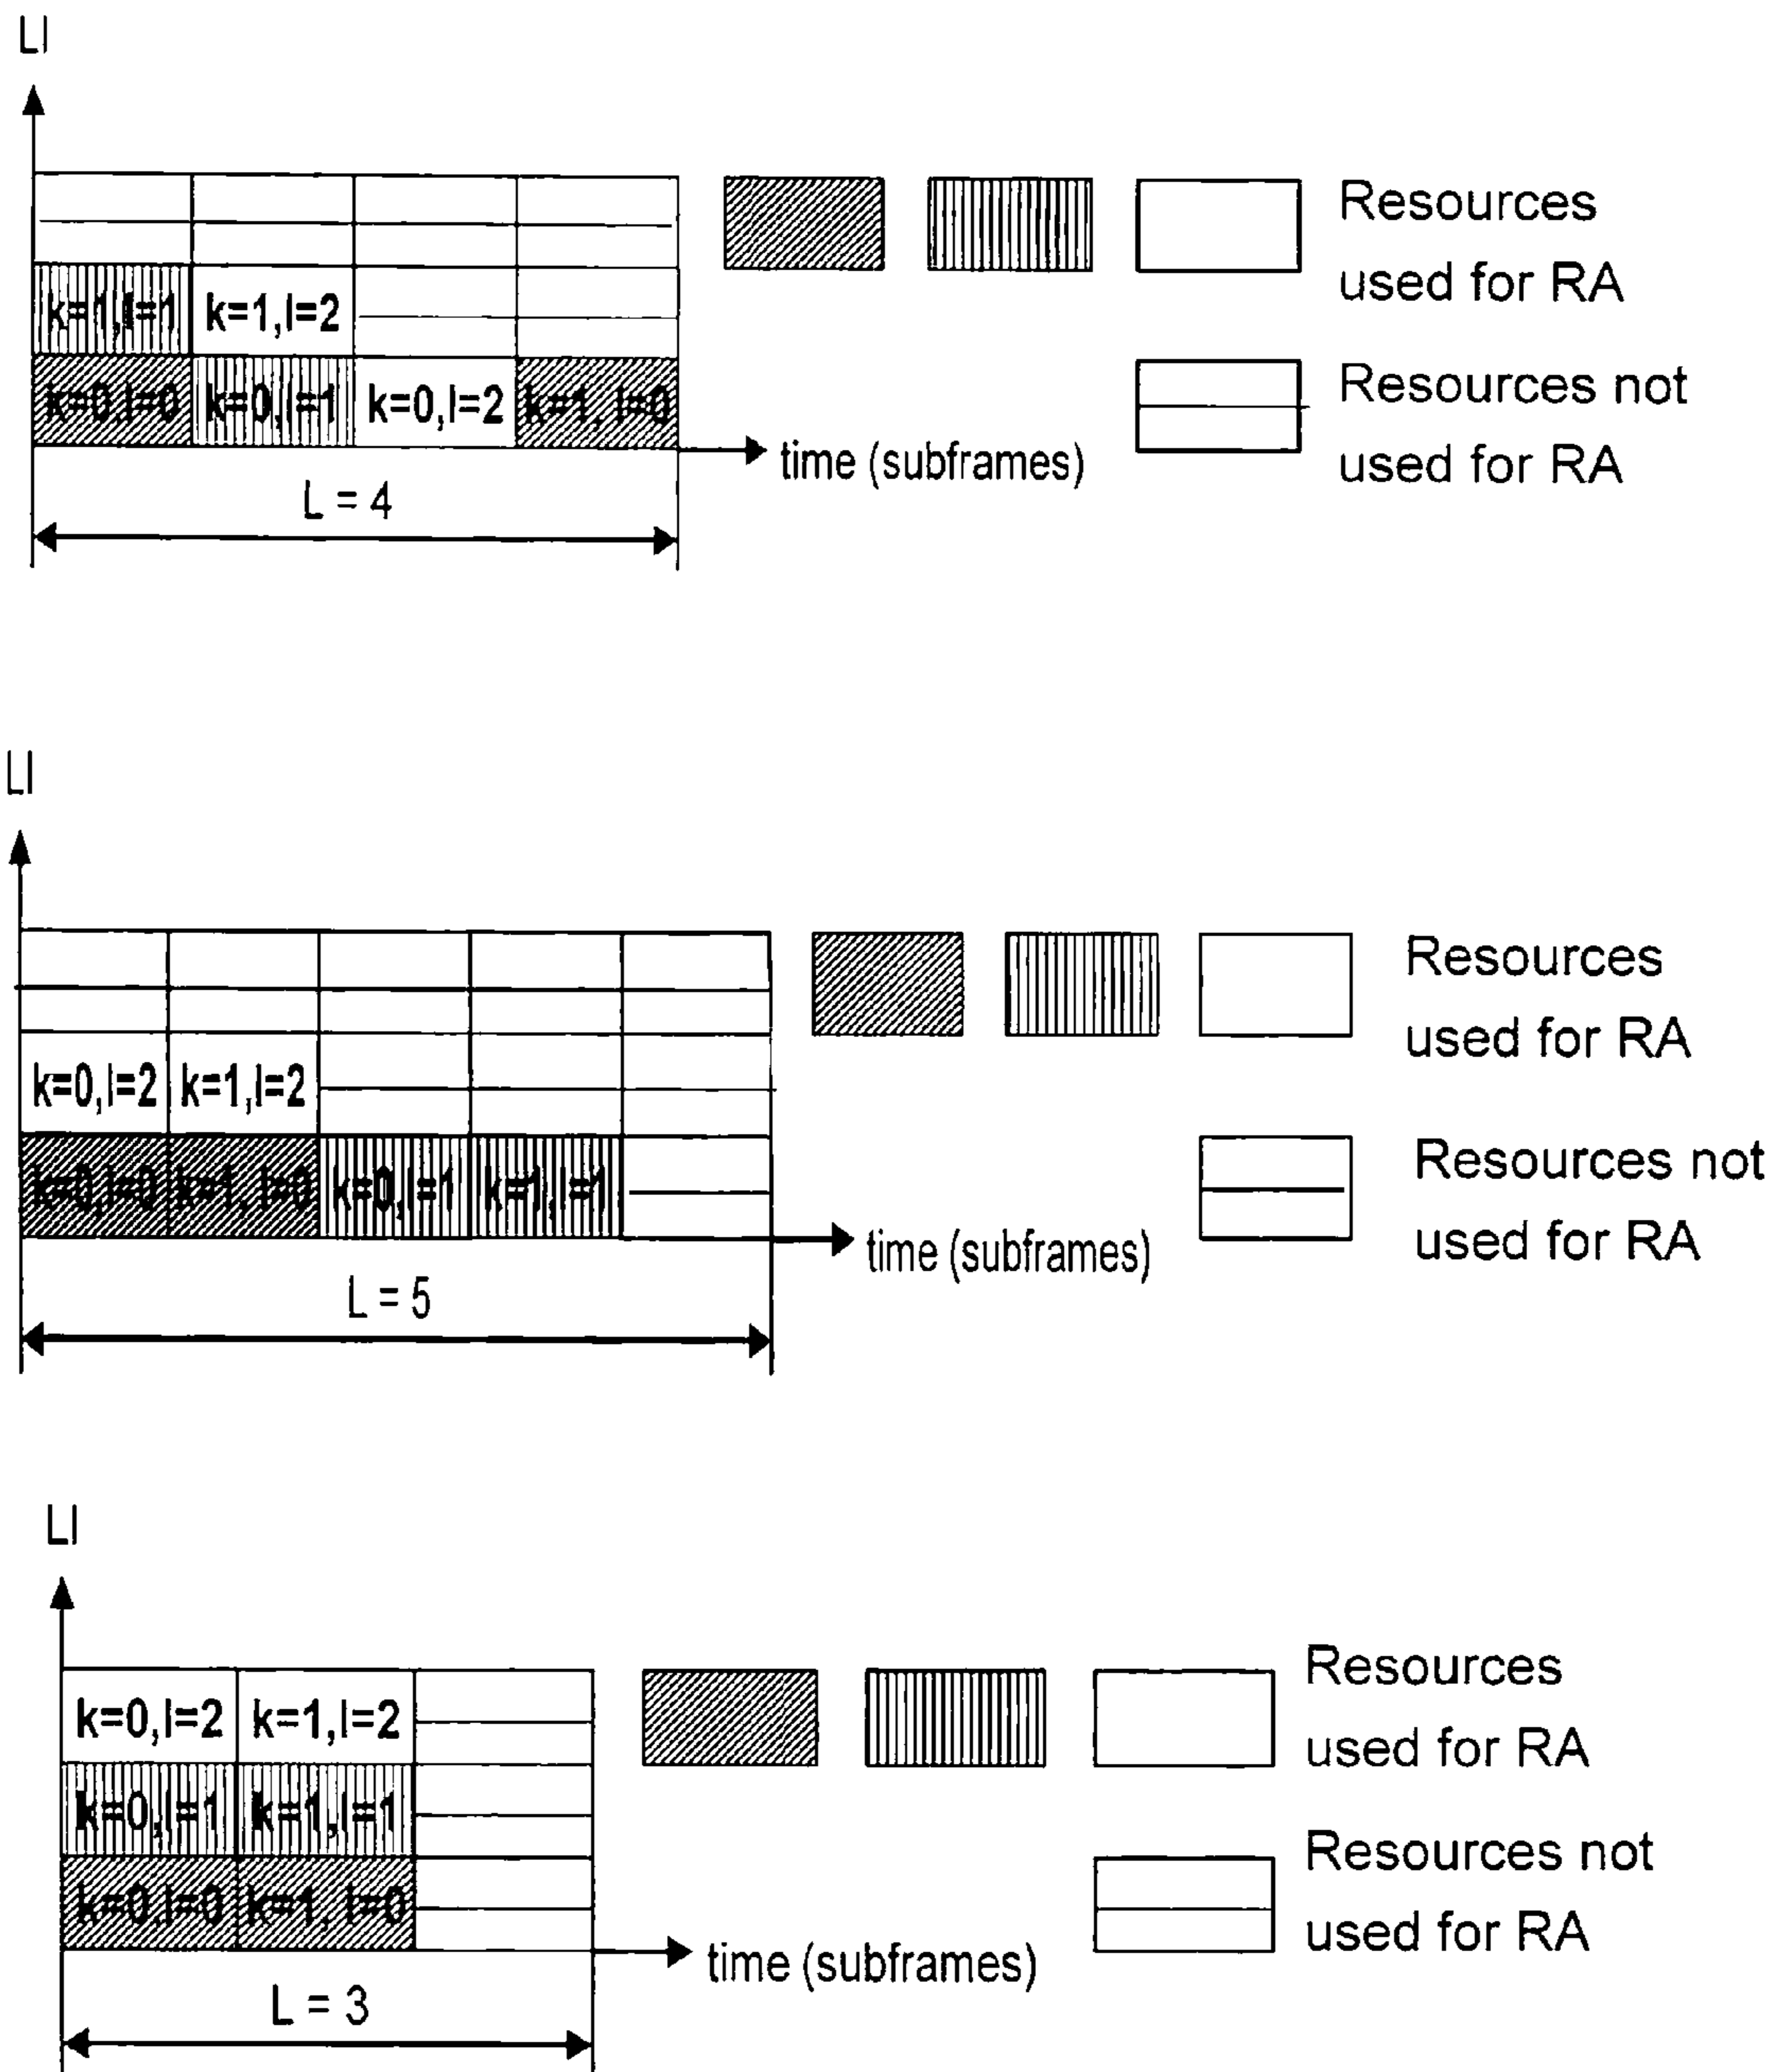 LI
Resources
used for RA
k=1,l=1 k=1,l=2
k=0,l=0 k=0,l=1 k=0,l=2 k=1, l=0
Resources not
used for RA
time (subframes)
L = 4
LI
Resources
used for RA
k=0,l=2 k=1,l=2
k=0,l=0 k=1, l=0 k=0,l=1 k=1,l=1
Resources not
used for RA
time (subframes)
L = 5
LI
Resources
used for RA
k=0,l=2 k=1,l=2
k=0,l=1 k=1,l=1
k=0,l=0 k=1, l=0
Resources not
used for RA
time (subframes)
L = 3